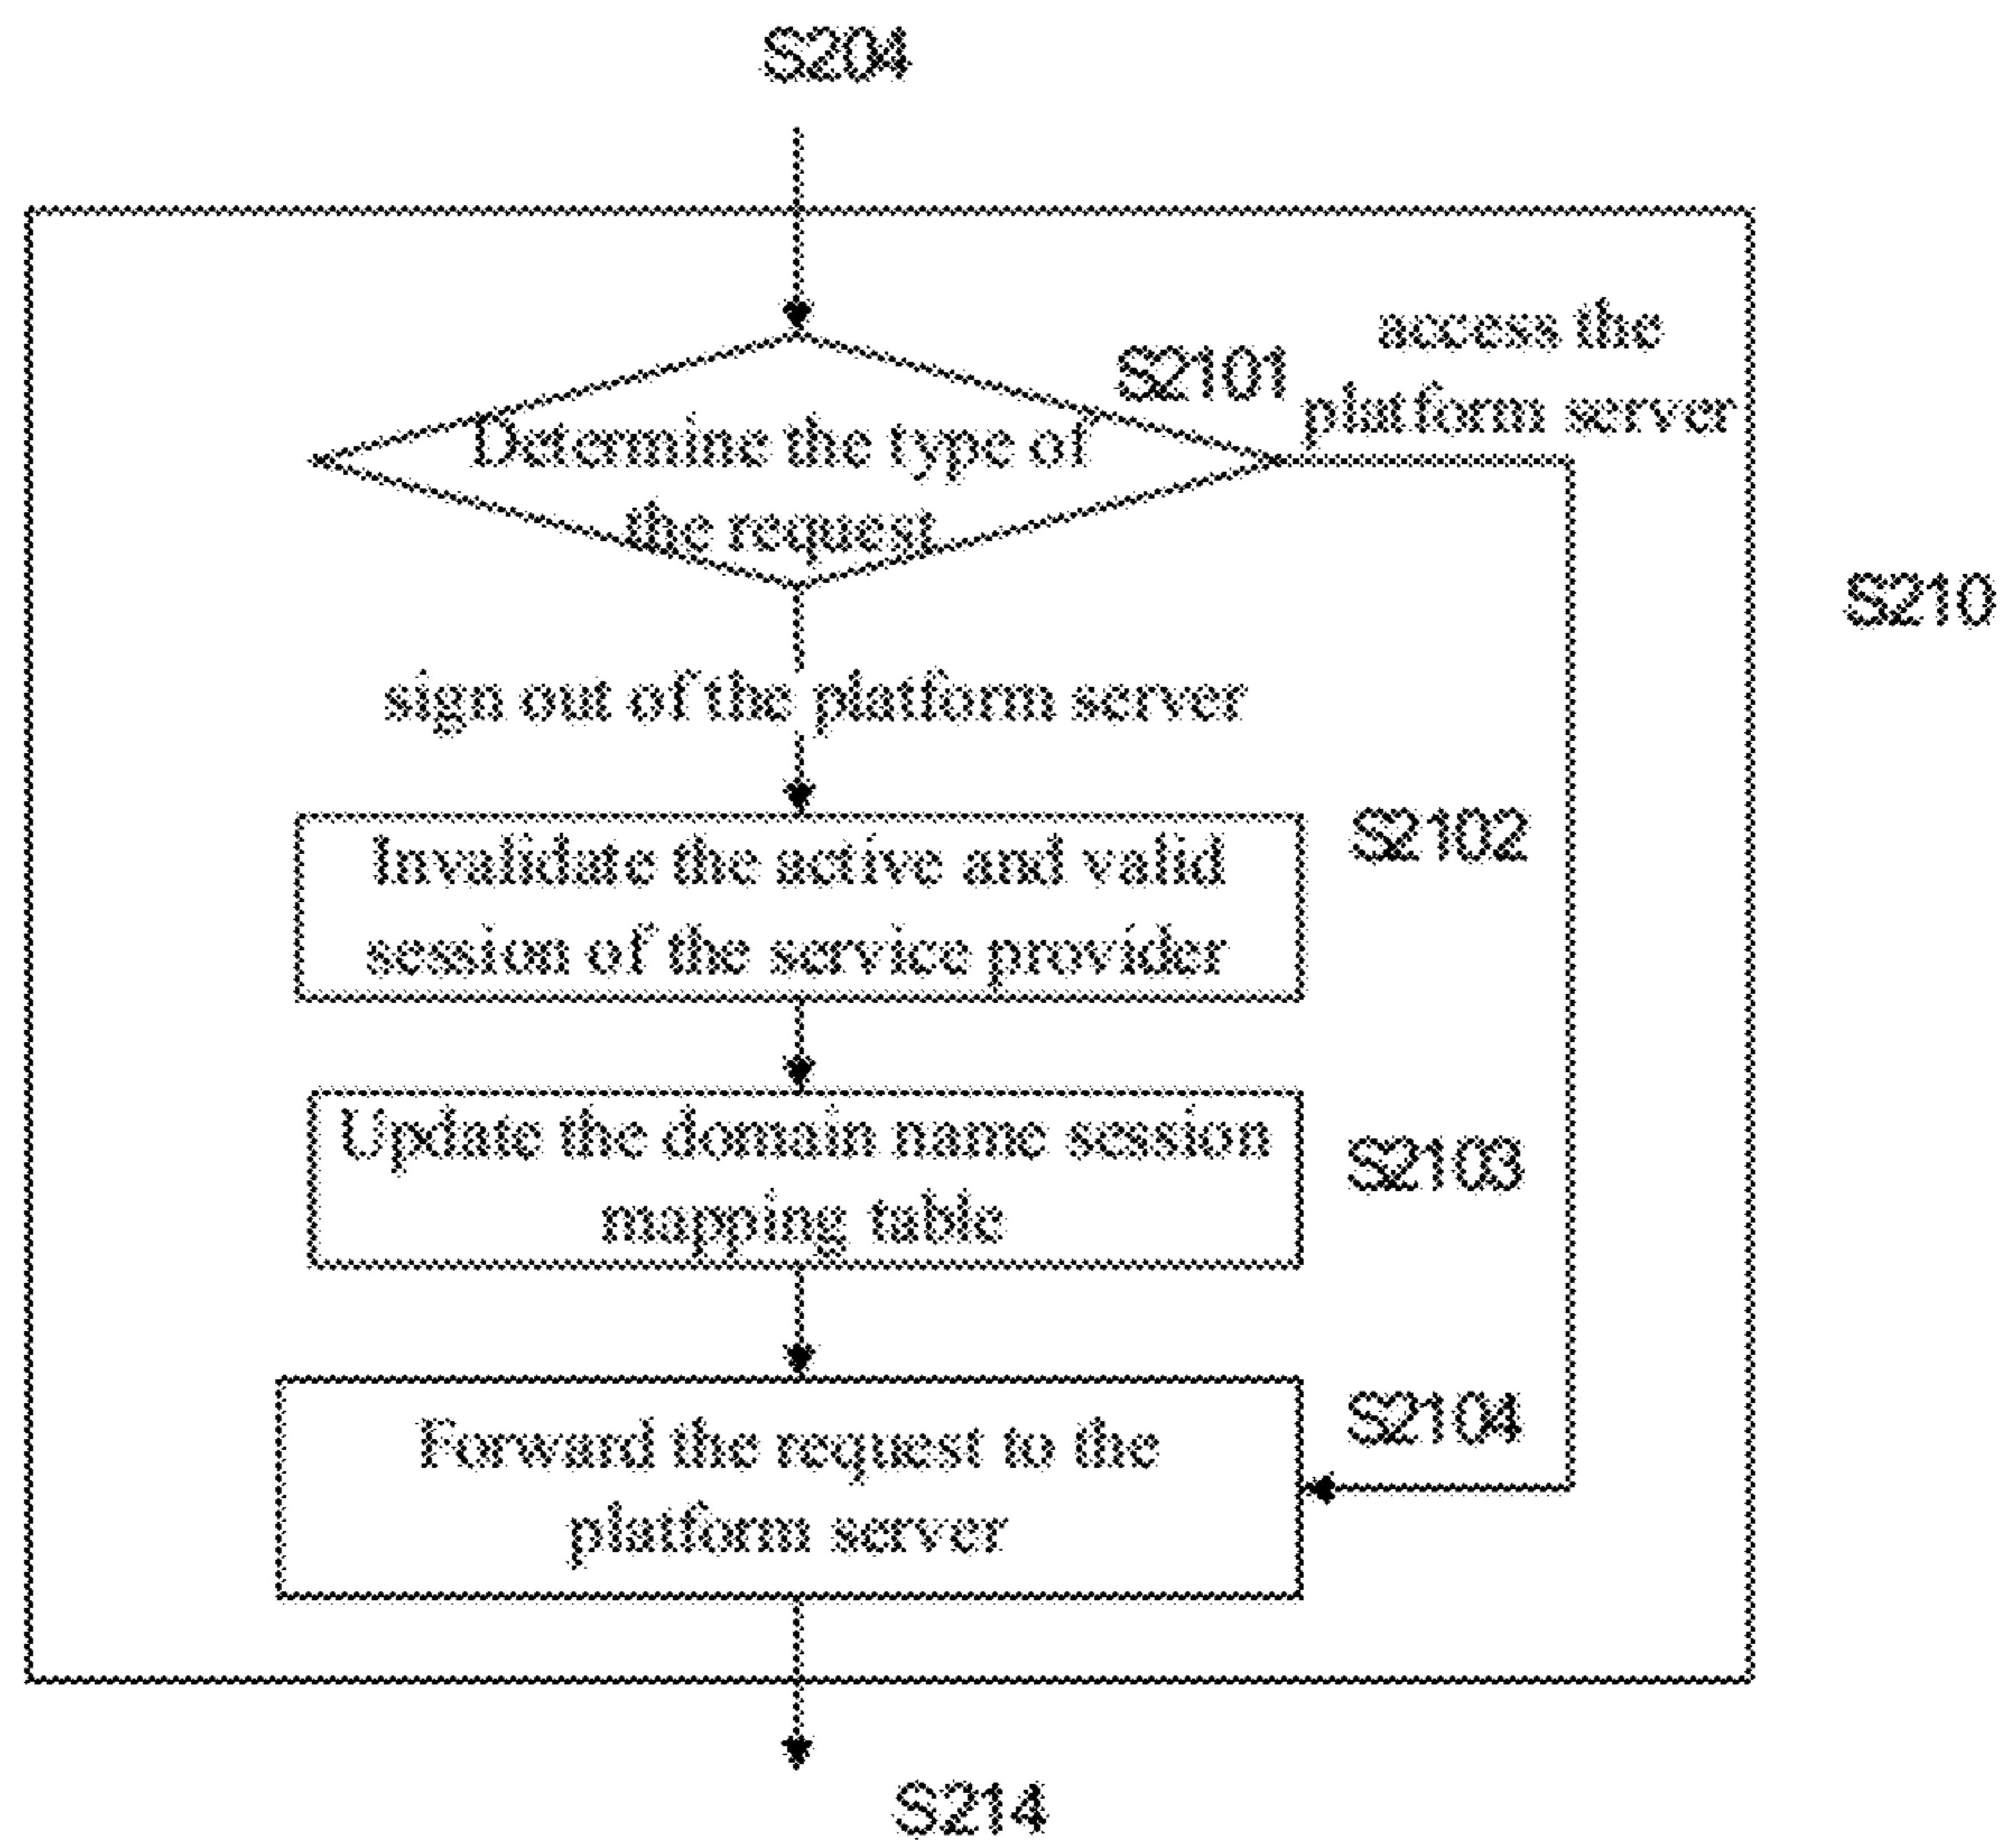 S204
access the
S2101
platform server
Determine the type of
the request
S210
sign out of the platform server
S2102
Invalidate the active and valid
session of the service provider
Update the domain name session
S2103
mapping table
S2104
Forward the request to the
platform server
S214